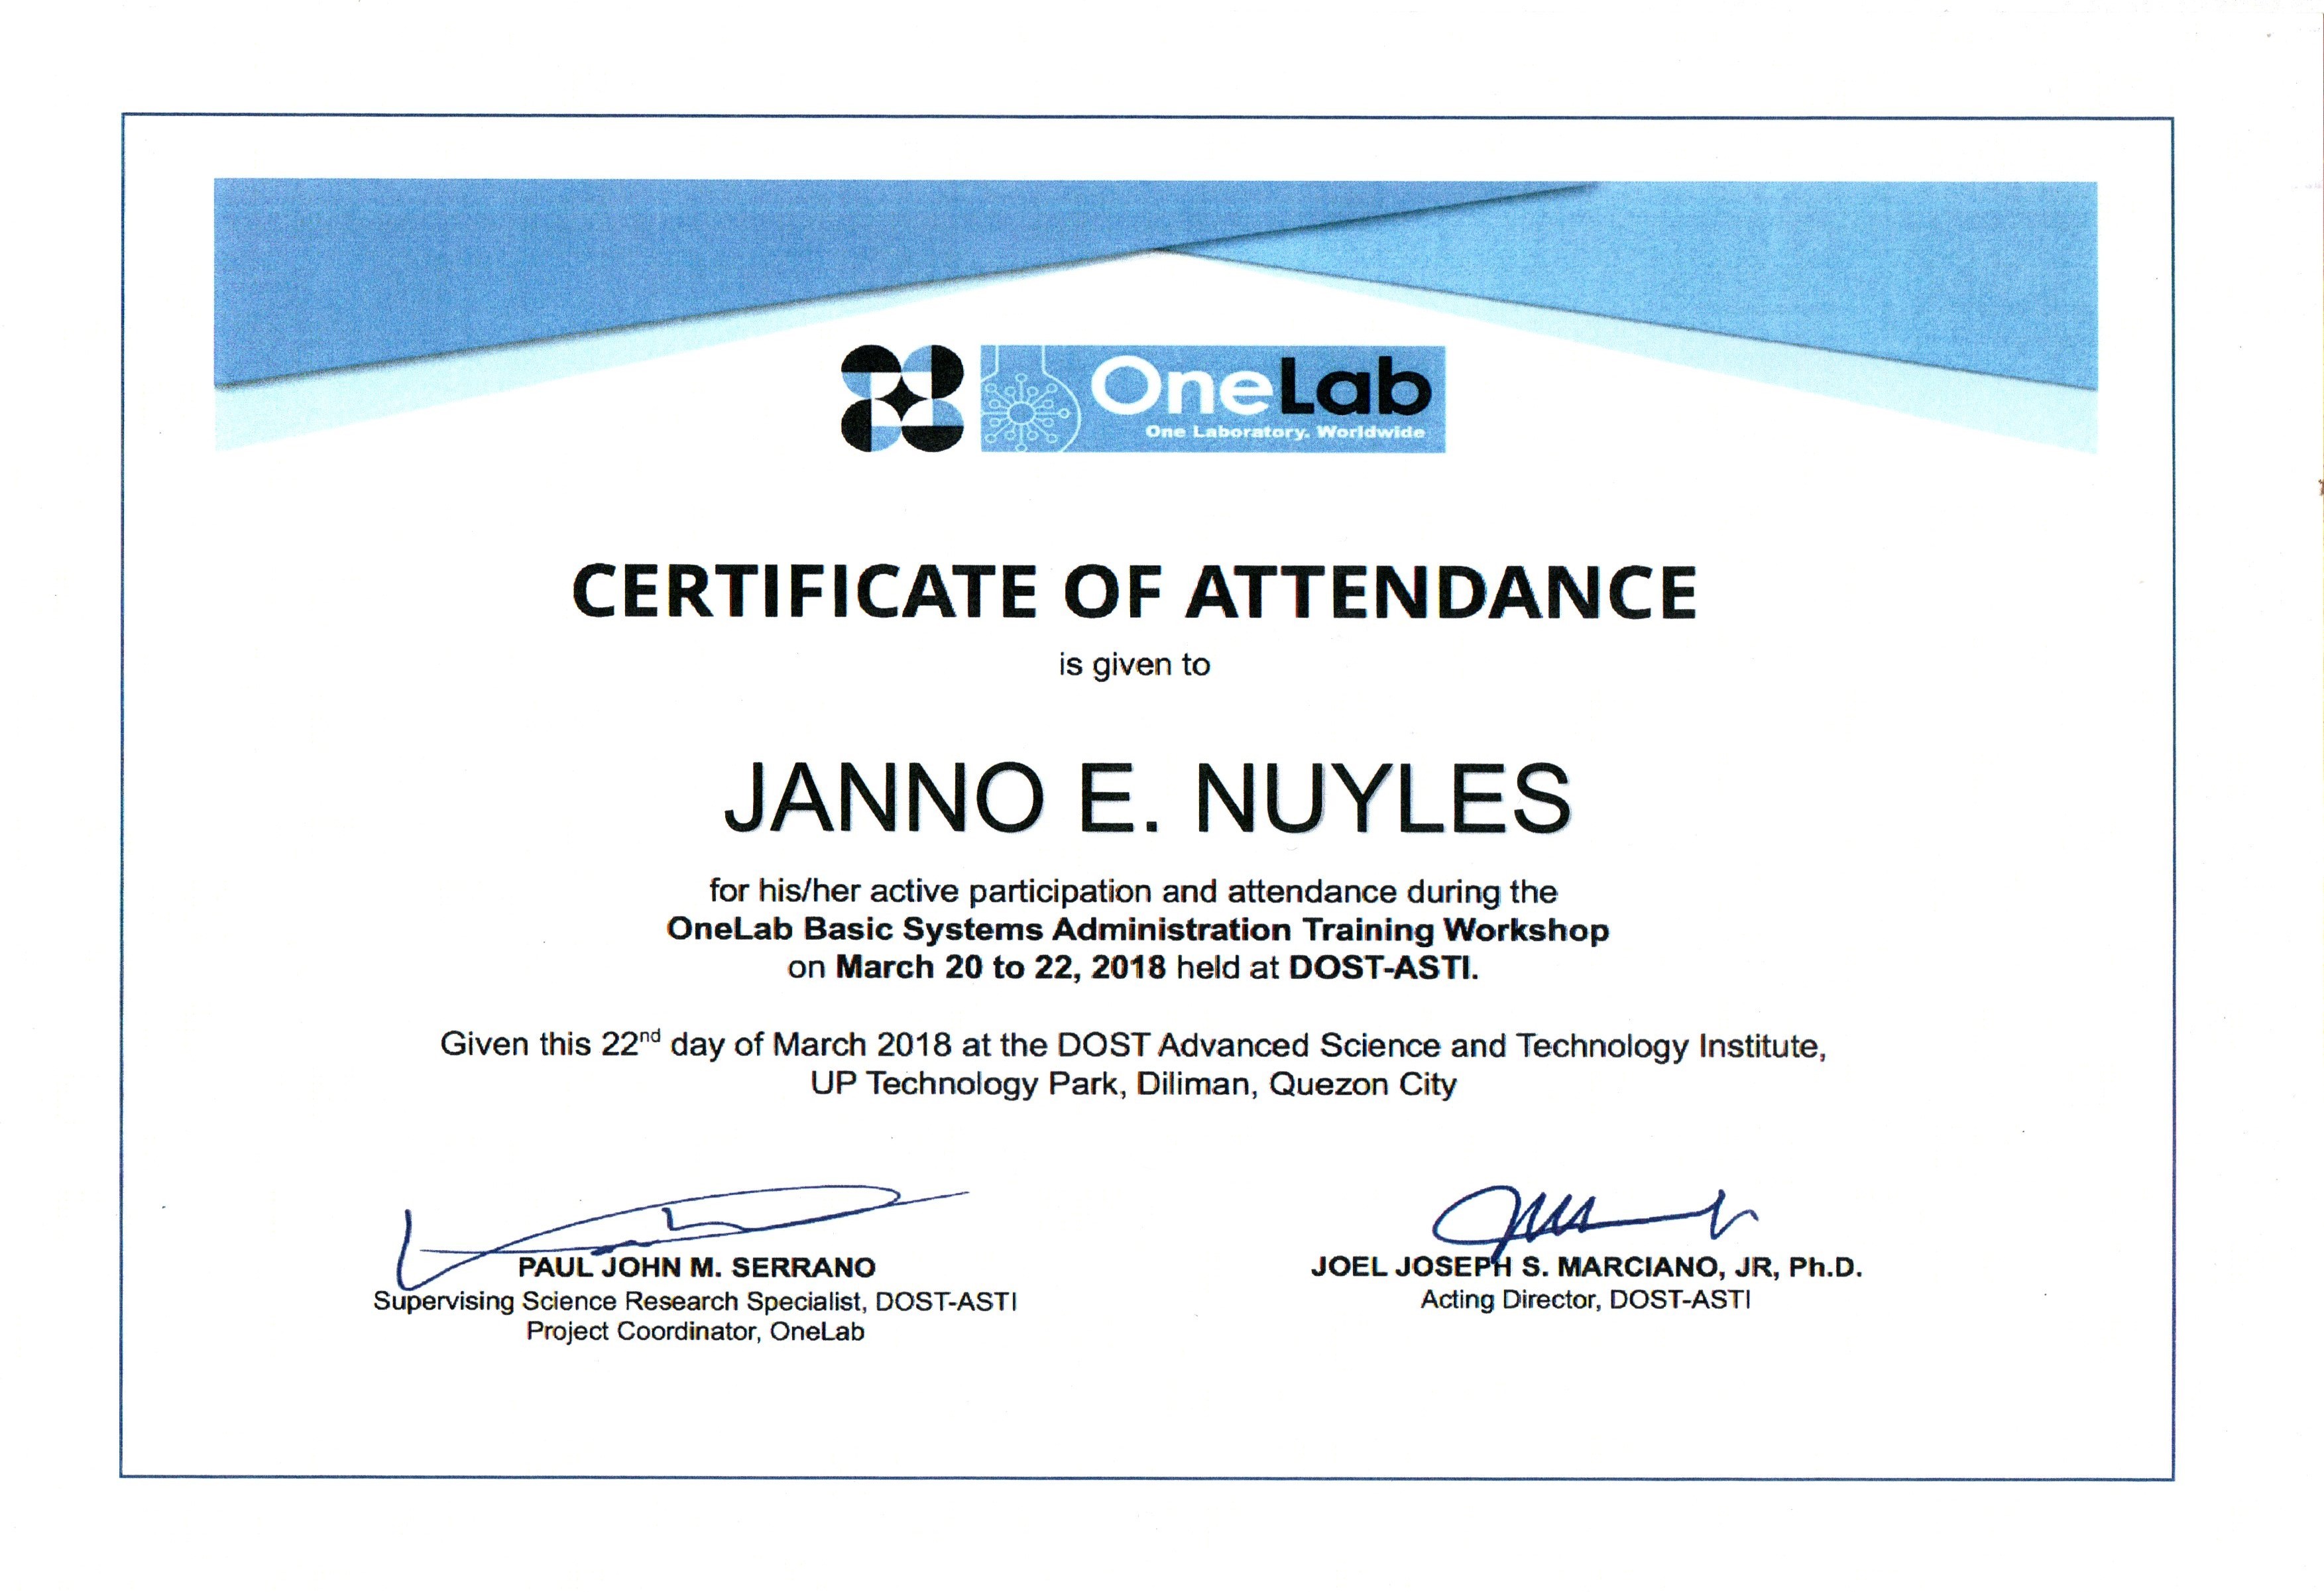 OneLab
One Laboratory. Worldwide
CERTIFICATE OF ATTENDANCE
is given to
JANNO E. NUYLES
for his/her active participation and attendance during the
OneLab Basic Systems Administration Training Workshop
on March 20 to 22, 2018 held at DOST-ASTI.
Given this 22nd day of March 2018 at the DOST Advanced Science and Technology Institute,
UP Technology Park, Diliman, Quezon City
PAUL JOHN M. SERRANO
Supervising Science Research Specialist, DOST-ASTI
Project Coordinator, OneLab
JOEL JOSEPH S. MARCIANO, JR, Ph.D.
Acting Director, DOST-ASTI